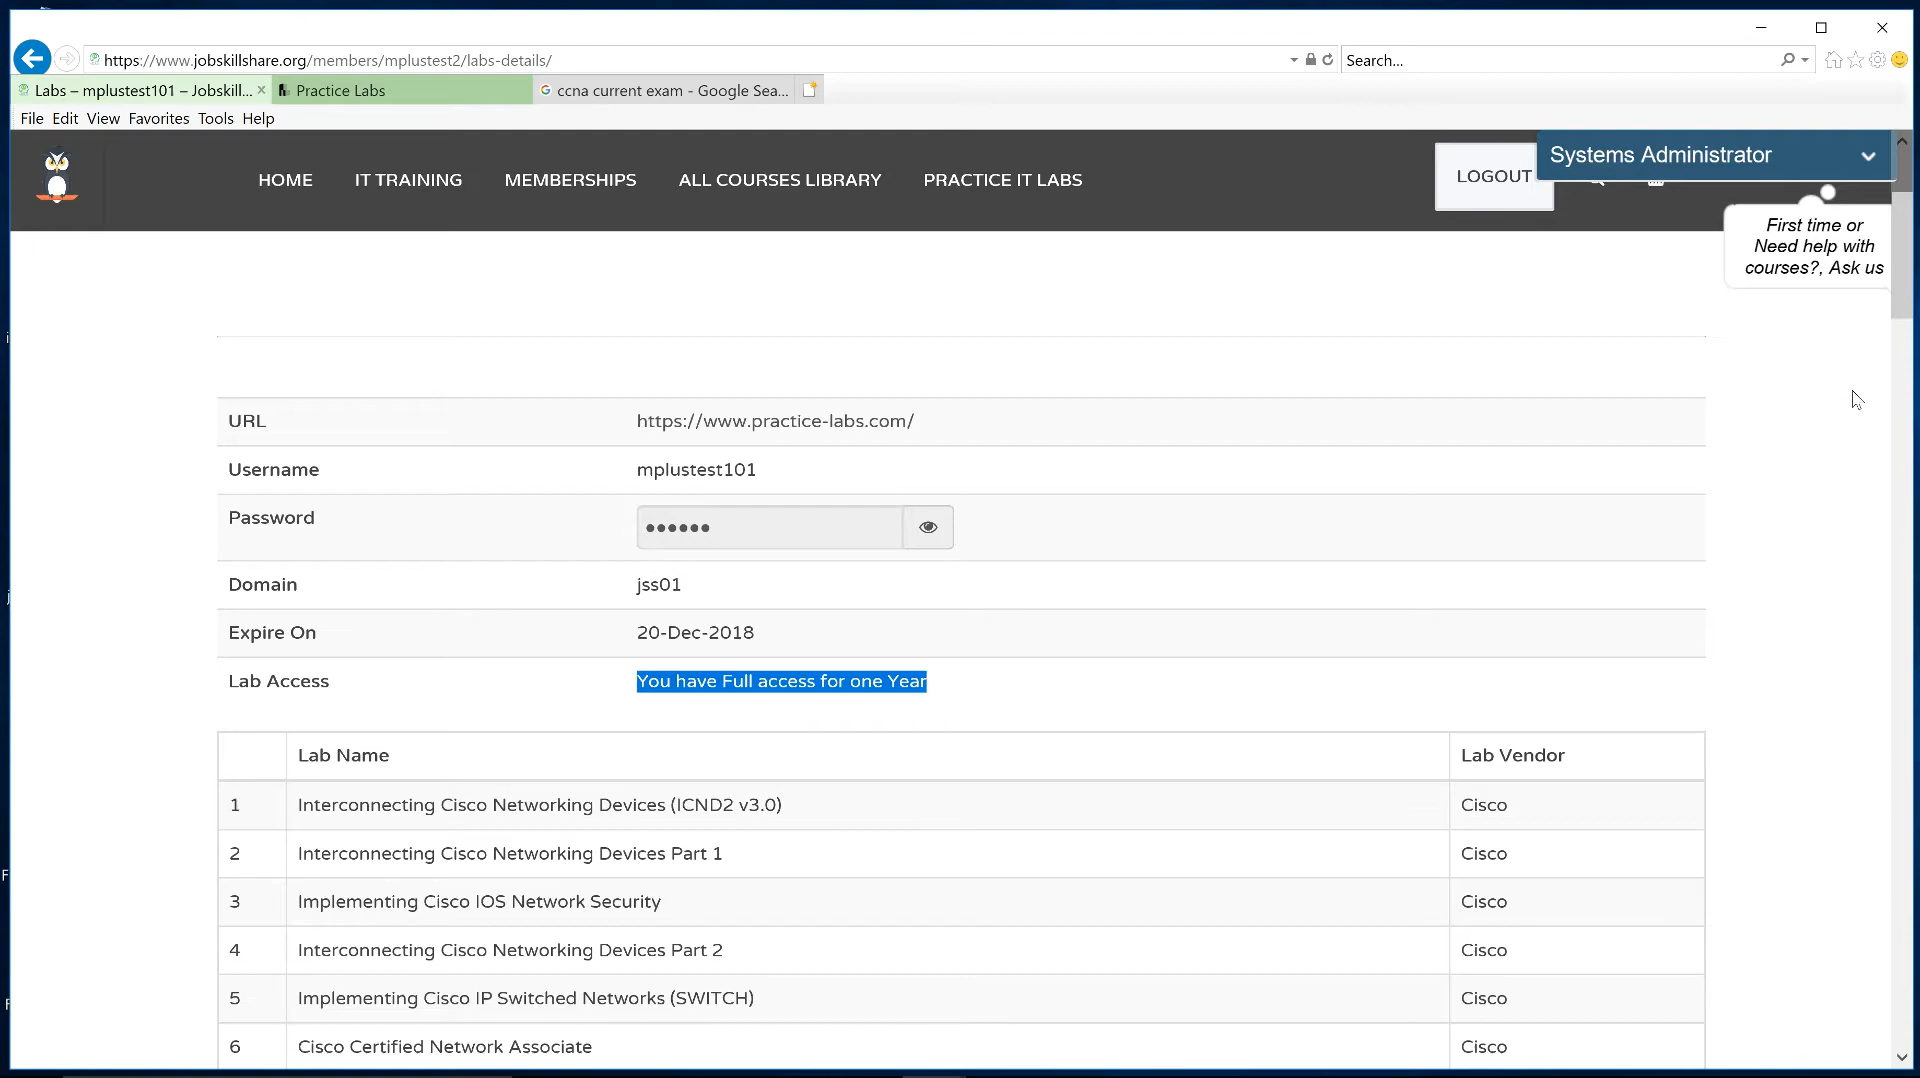 https://www.jobskillshare.org/members/mplustest2/labs-details/
Search...
Labs – mplustest101 – Jobskill...
Practice Labs
ccna current exam - Google Sea...
File Edit View Favorites Tools Help
HOME
IT TRAINING
MEMBERSHIPS
ALL COURSES LIBRARY
PRACTICE IT LABS
LOGOUT
Systems Administrator
First time or
Need help with
courses?, Ask us
URL https://www.practice-labs.com/
Username mplustest101
Password ••••••
Domain jss01
Expire On 20-Dec-2018
Lab Access You have Full access for one Year
Lab Name Lab Vendor
1 Interconnecting Cisco Networking Devices (ICND2 v3.0) Cisco
2 Interconnecting Cisco Networking Devices Part 1 Cisco
3 Implementing Cisco IOS Network Security Cisco
4 Interconnecting Cisco Networking Devices Part 2 Cisco
5 Implementing Cisco IP Switched Networks (SWITCH) Cisco
6 Cisco Certified Network Associate Cisco